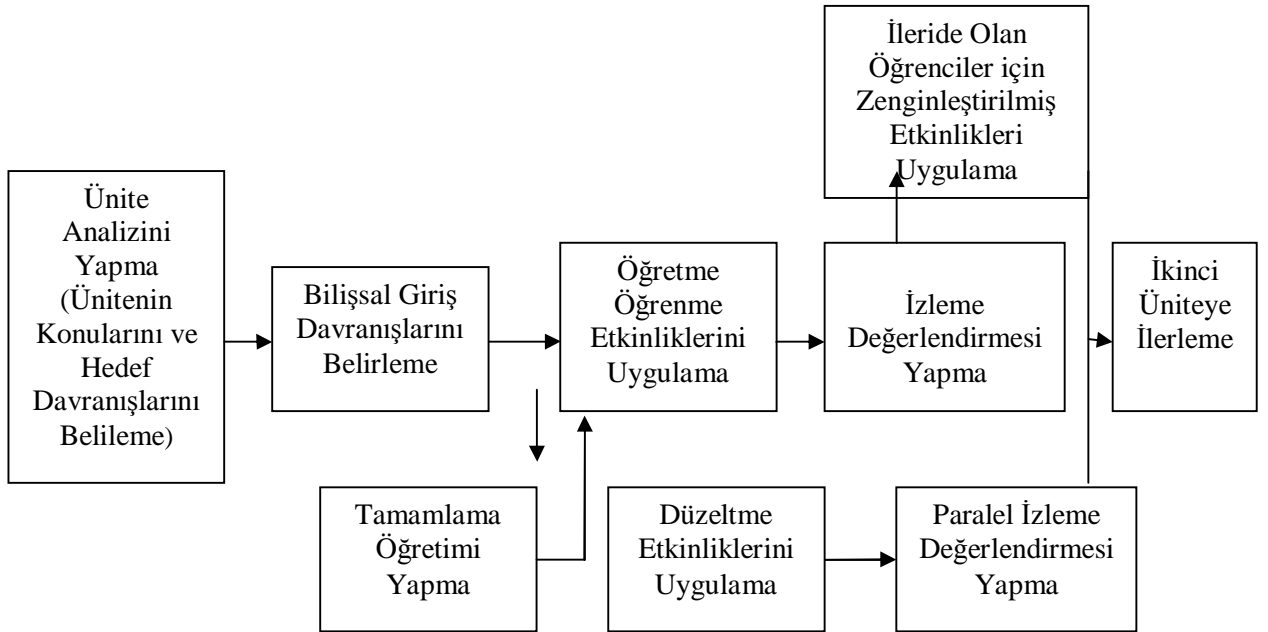 İleride Olan
Öğrenciler için
Zenginleştirilmiş
Etkinlikleri
Uygulama
Ünite
Analizini
Yapma
(Ünitenin
Konularını ve
Hedef
Davranışlarını
Belileme)
Bilişsal Giriş
Davranışlarını
Belirleme
Öğretme
Öğrenme
Etkinliklerini
Uygulama
İzleme
Değerlendirmesi
Yapma
İkinci
Üniteye
İlerleme
Tamamlama
Öğretimi
Yapma
Düzeltme
Etkinliklerini
Uygulama
Paralel İzleme
Değerlendirmesi
Yapma